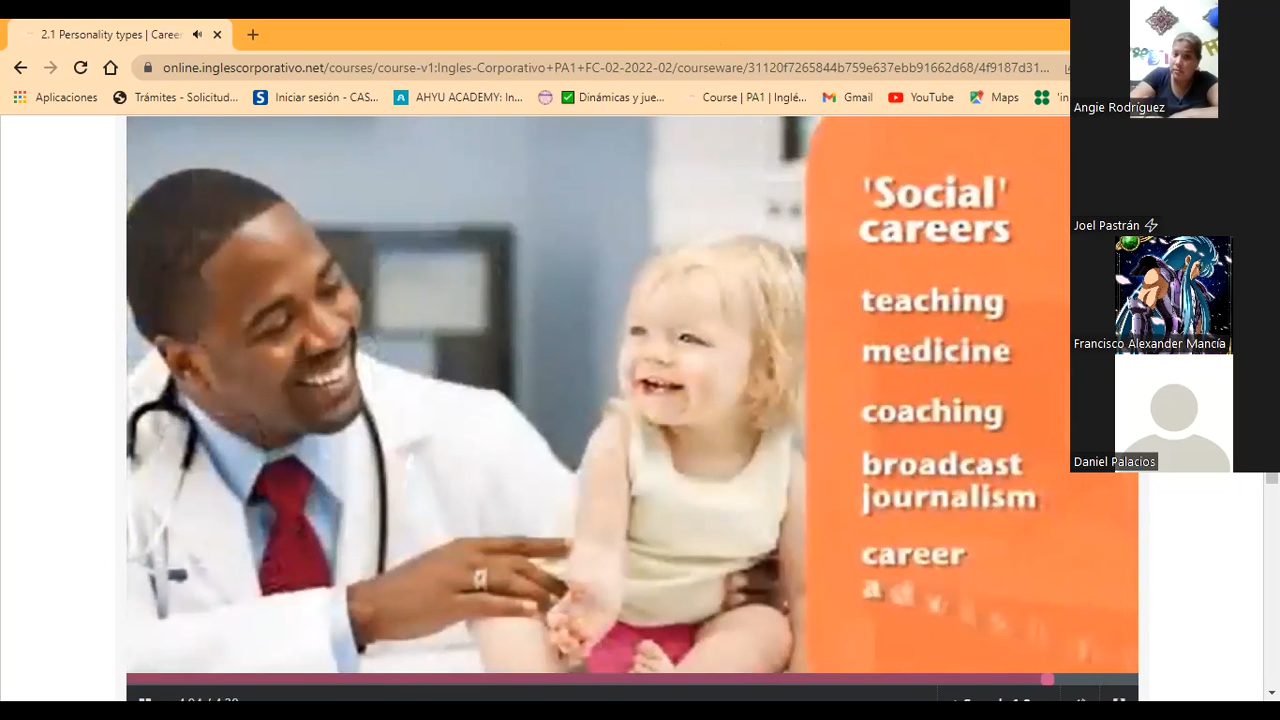 2.1 Personality types | Caree
online.inglescorporativo.net/courses/course-v1:Ingles-Corporativo+PA1+FC-02-2022-02/courseware/31120f7265844b759e637ebb91662d68/4f9187d31...
Aplicaciones
Trámites - Solicitud...
Iniciar sesión - CAS...
AHYU ACADEMY: In...
Dinámicas y jue...
Course | PA1 | Inglé...
Gmail
YouTube
Maps
'in
'Social'
careers
teaching
medicine
coaching
broadcast
journalism
career
Angie Rodríguez
Joel Pastrán
Francisco Alexander Mancía
Daniel Palacios